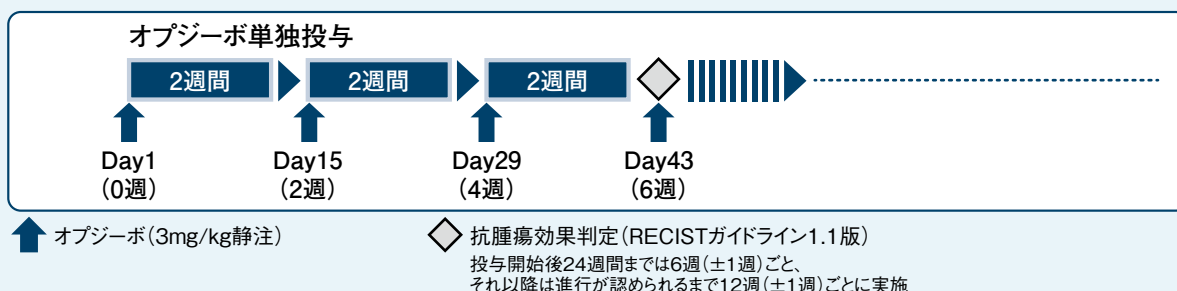 オプジーボ単独投与
2週間 2週間 2週間
Day1 Day15 Day29 Day43
(0週) (2週) (4週) (6週)
オプジーボ(3mg/kg静注) 抗腫瘍効果判定(RECISTガイドライン1.1版)
投与開始後24週間までは6週(±1週)ごと、
それ以降は進行が認められるまで12週(±1週)ごとに実施